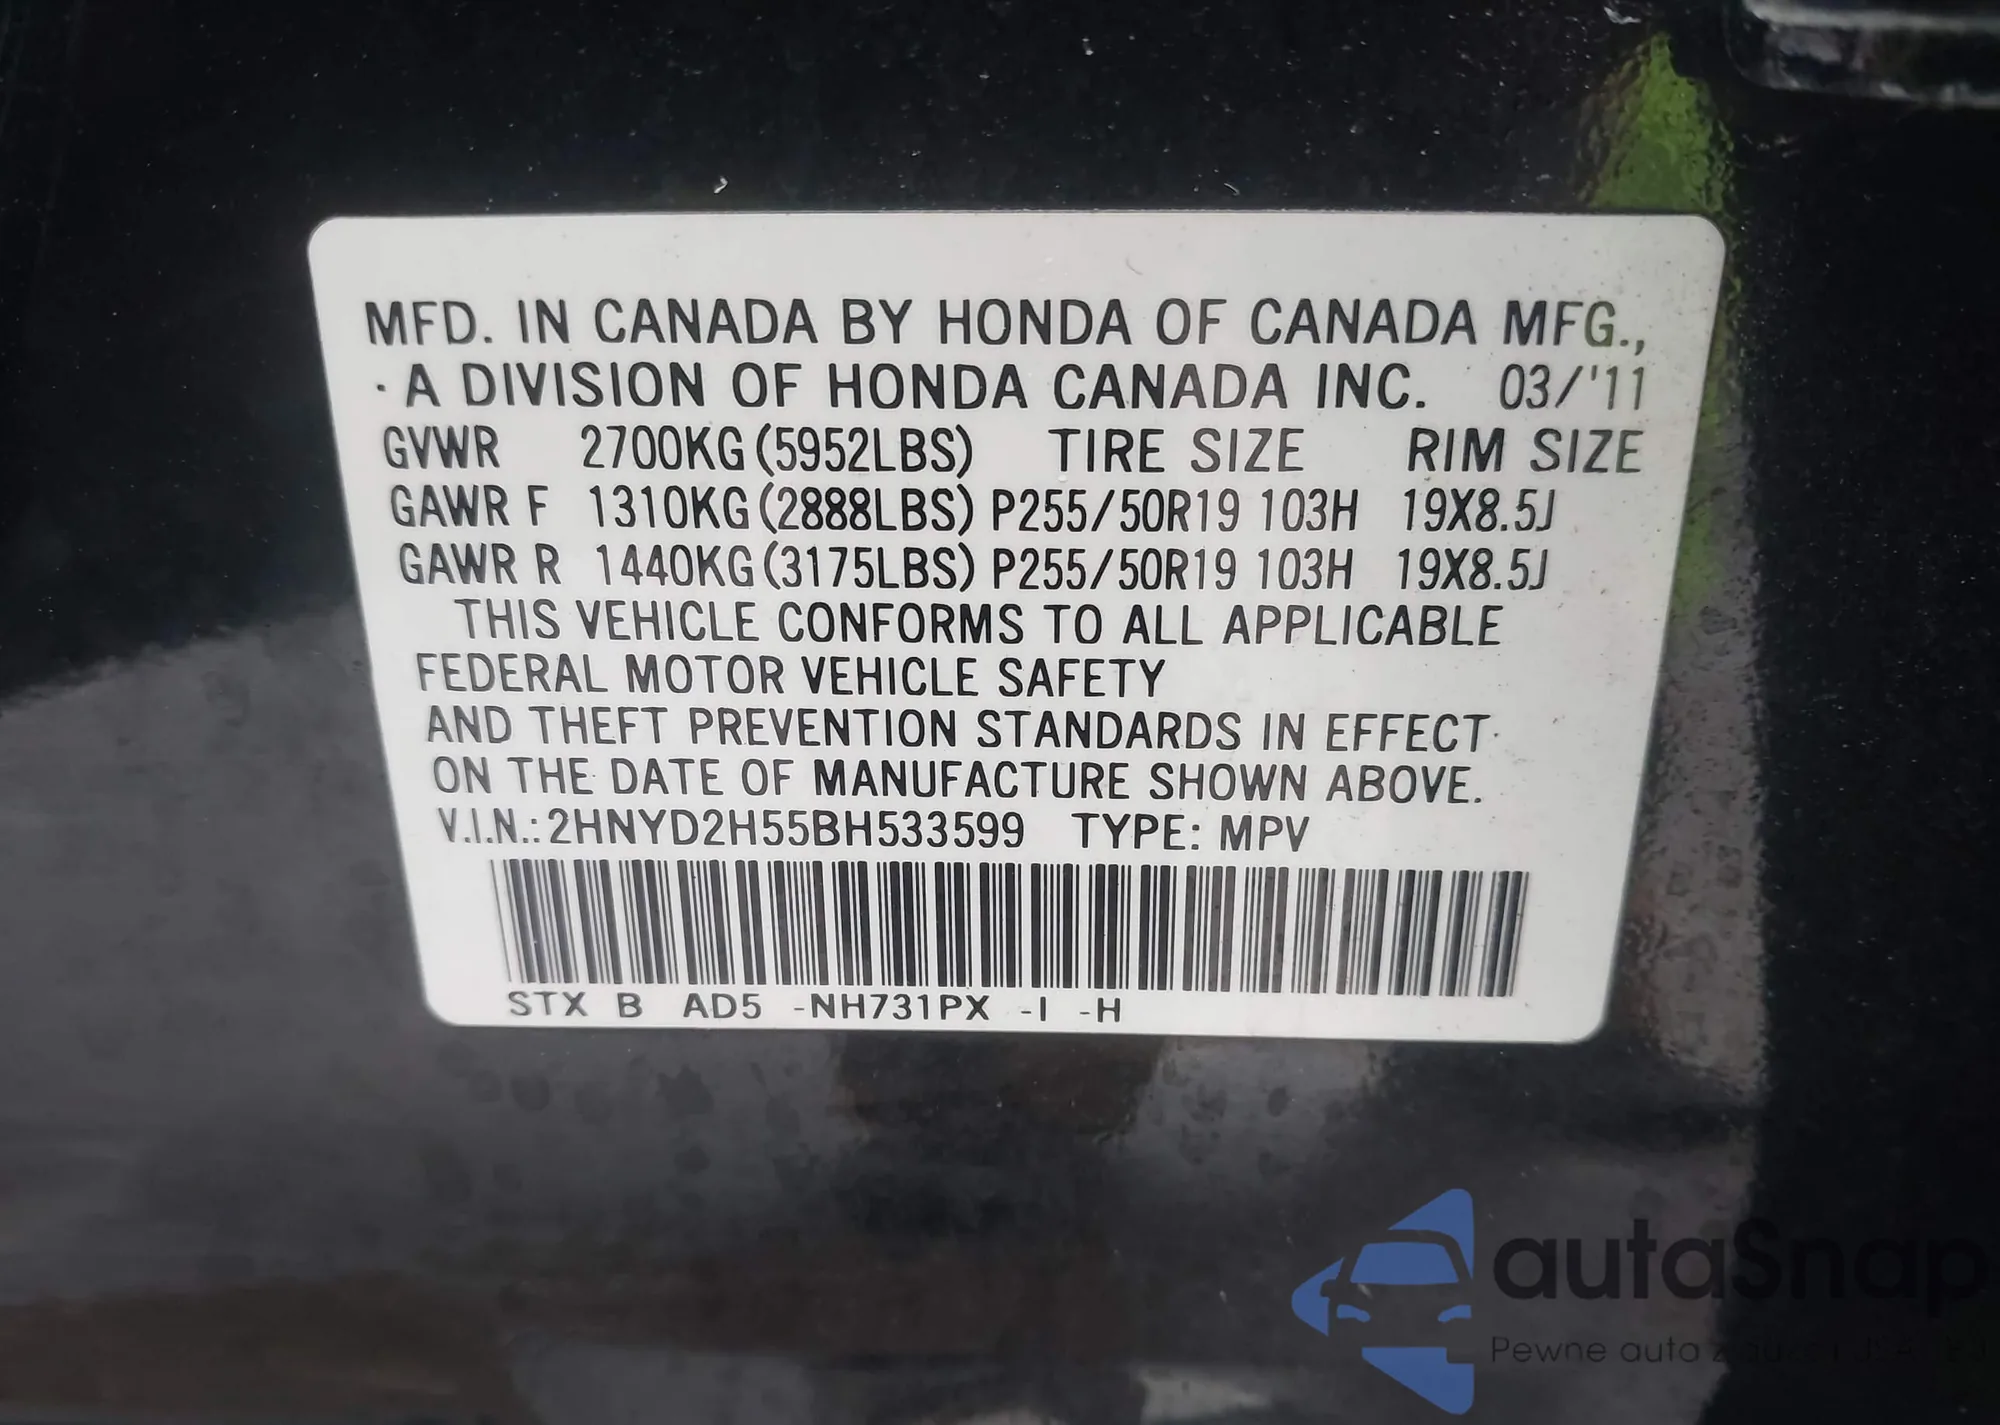 MFD. IN CANADA BY HONDA OF CANADA MFG.,
A DIVISION OF HONDA CANADA INC. 03/'11
GVWR 2700KG (5952LBS) TIRE SIZE RIM SIZE
GAWR F 1310KG (2888LBS) P255/50R19 103H 19X8.5J
GAWR R 1440KG (3175LBS) P255/50R19 103H 19X8.5J
THIS VEHICLE CONFORMS TO ALL APPLICABLE
FEDERAL MOTOR VEHICLE SAFETY
AND THEFT PREVENTION STANDARDS IN EFFECT
ON THE DATE OF MANUFACTURE SHOWN ABOVE.
V.I.N.: 2HNYD2H55BH533599 TYPE: MPV
STX B AD5 -NH731PX -I -H
autaSnap
Pewne auta z